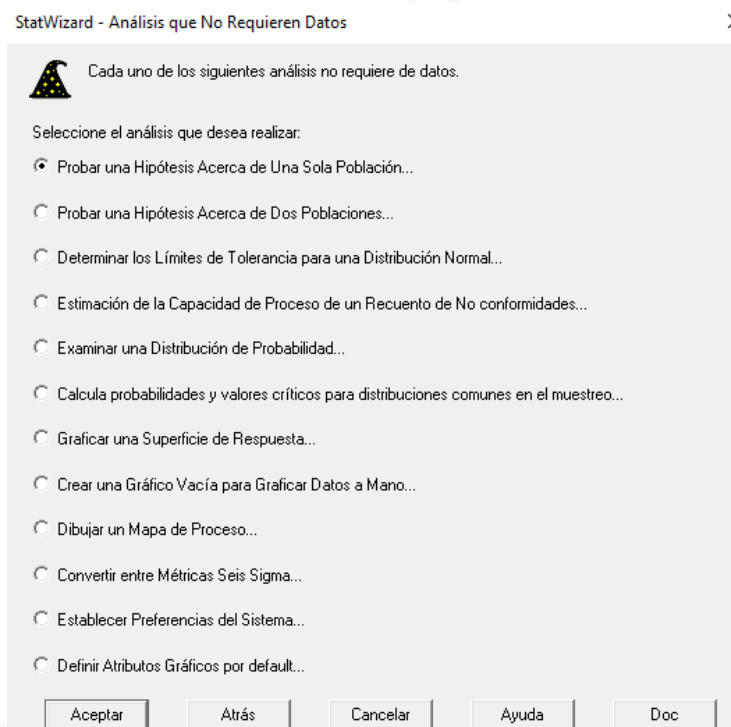 StatWizard - Análisis que No Requieren Datos
Cada uno de los siguientes análisis no requiere de datos.
Seleccione el análisis que desea realizar:
Probar una Hipótesis Acerca de Una Sola Población...
Probar una Hipótesis Acerca de Dos Poblaciones...
Determinar los Límites de Tolerancia para una Distribución Normal...
Estimación de la Capacidad de Proceso de un Recuento de No conformidades...
Examinar una Distribución de Probabilidad...
Calcula probabilidades y valores críticos para distribuciones comunes en el muestreo...
Graficar una Superficie de Respuesta...
Crear una Gráfico Vacía para Graficar Datos a Mano...
Dibujar un Mapa de Proceso...
Convertir entre Métricas Seis Sigma...
Establecer Preferencias del Sistema...
Definir Atributos Gráficos por default...
Aceptar Atrás Cancelar Ayuda Doc